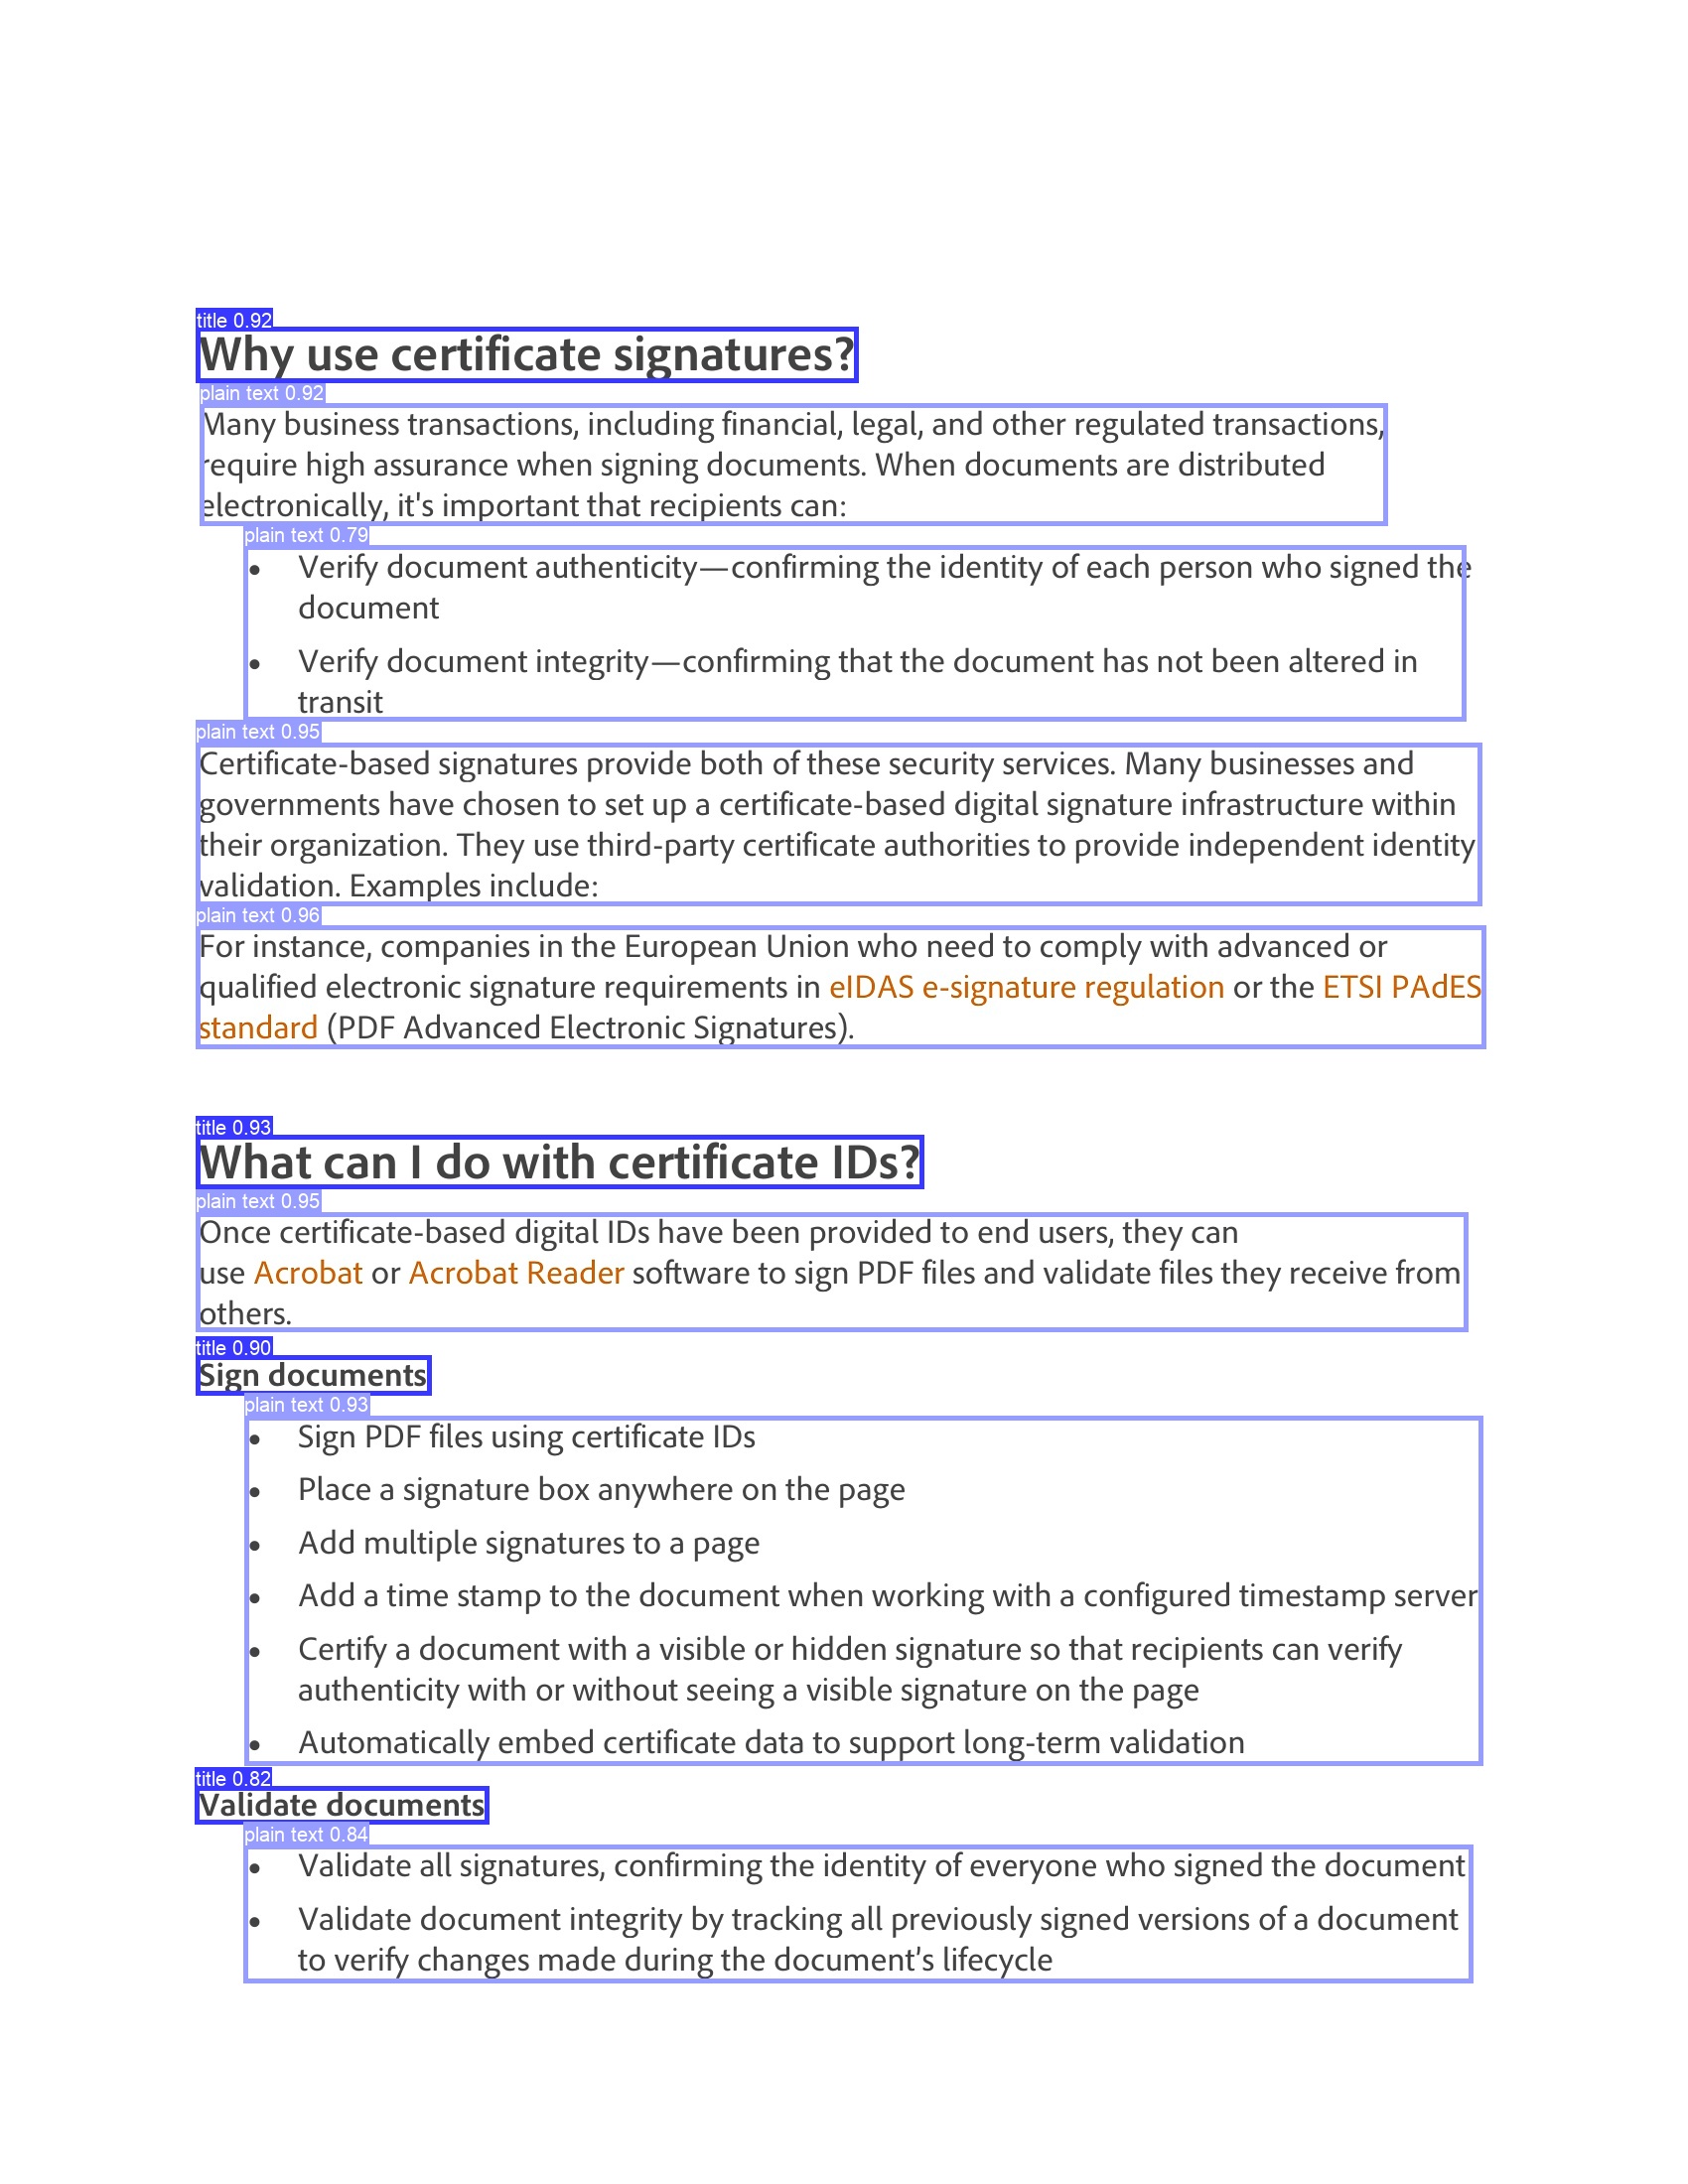 title 0.92
Why use certificate signatures?
plain text 0.92
Many business transactions, including financial, legal, and other regulated transactions,
require high assurance when signing documents. When documents are distributed
electronically, it's important that recipients can:
plain text 0.79
• Verify document authenticity—confirming the identity of each person who signed the
document
• Verify document integrity—confirming that the document has not been altered in
transit
plain text 0.95
Certificate-based signatures provide both of these security services. Many businesses and
governments have chosen to set up a certificate-based digital signature infrastructure within
their organization. They use third-party certificate authorities to provide independent identity
validation. Examples include:
plain text 0.96
For instance, companies in the European Union who need to comply with advanced or
qualified electronic signature requirements in eIDAS e-signature regulation or the ETSI PAdES
standard (PDF Advanced Electronic Signatures).
title 0.93
What can I do with certificate IDs?
plain text 0.95
Once certificate-based digital IDs have been provided to end users, they can
use Acrobat or Acrobat Reader software to sign PDF files and validate files they receive from
others.
title 0.90
Sign documents
plain text 0.93
• Sign PDF files using certificate IDs
• Place a signature box anywhere on the page
• Add multiple signatures to a page
• Add a time stamp to the document when working with a configured timestamp server
• Certify a document with a visible or hidden signature so that recipients can verify
authenticity with or without seeing a visible signature on the page
• Automatically embed certificate data to support long-term validation
title 0.82
Validate documents
plain text 0.84
• Validate all signatures, confirming the identity of everyone who signed the document
• Validate document integrity by tracking all previously signed versions of a document
to verify changes made during the document's lifecycle